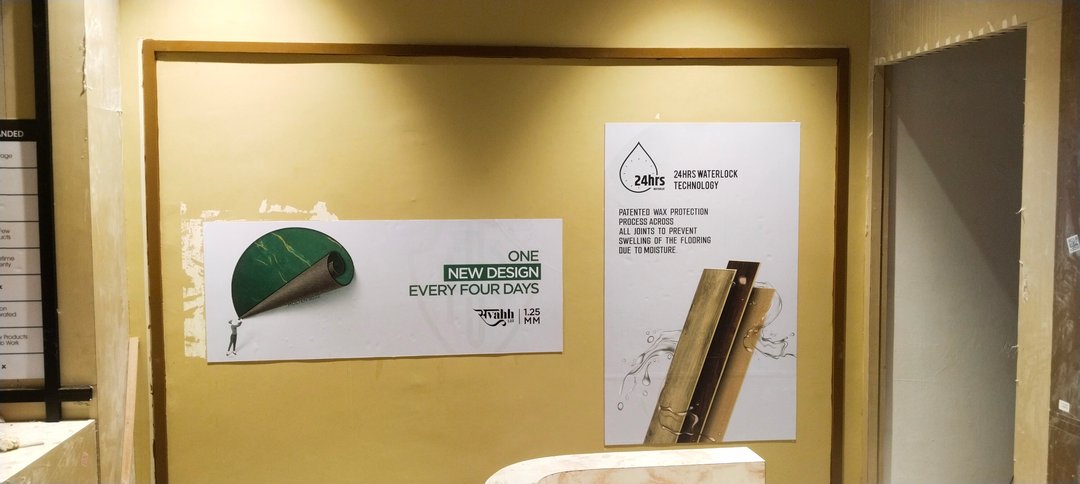 ANDED
ONE
NEW DESIGN
EVERY FOUR DAYS
1.25
MM
24hrs
24HRS WATERLOCK
TECHNOLOGY
PATENTED WAX PROTECTION
PROCESS ACROSS
ALL JOINTS TO PREVENT
SWELLING OF THE FLOORING
DUE TO MOISTURE.